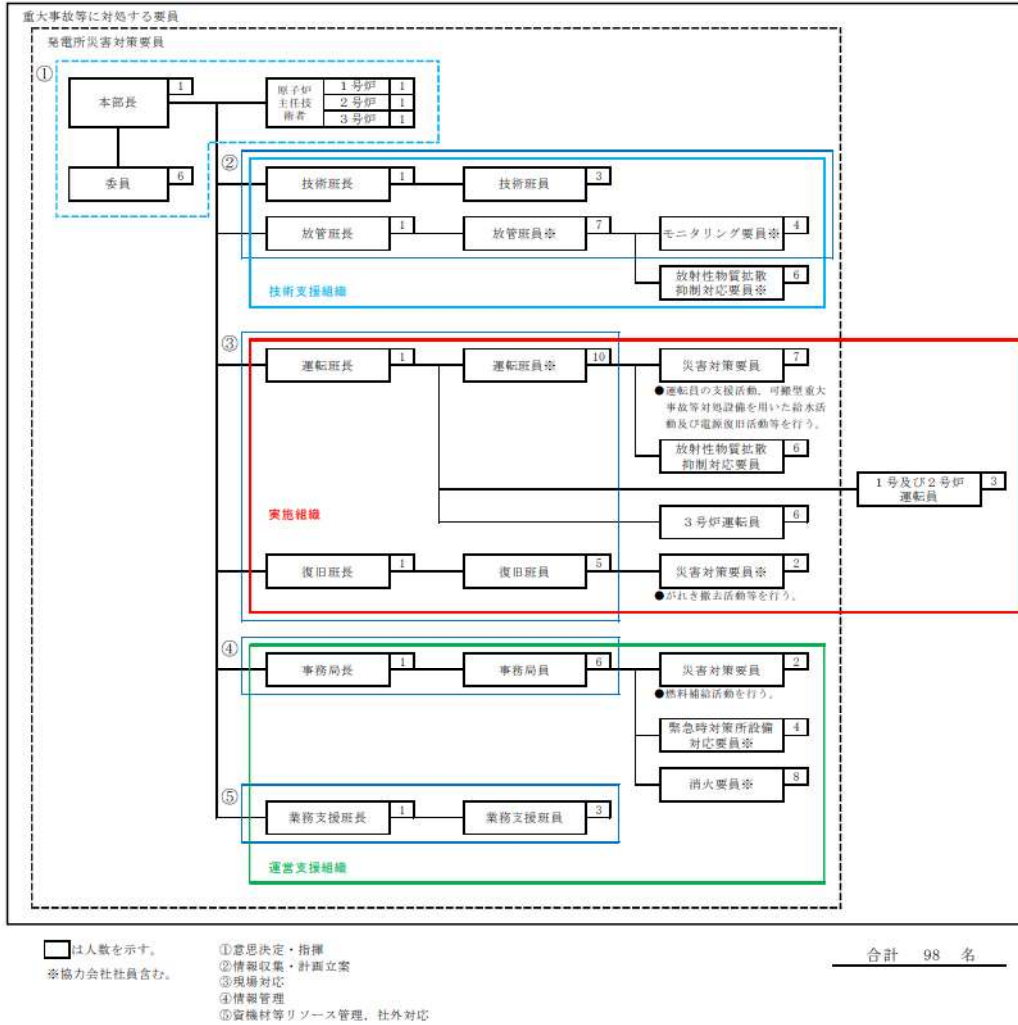 重大事故等に対処する要員
発電所災害対策要員
①
本部長 1
原子炉
主任技
術者
1号炉 1
2号炉 1
3号炉 1
委員 6
②
技術班長 1
技術班員 3
放管班長 1
放管班員※ 7
モニタリング要員※ 4
放射性物質拡散
抑制対応要員※ 6
技術支援組織
③
運転班長 1
運転班員※ 10
災害対策要員 7
●運転員の支援活動、可搬型重大
事故等対処設備を用いた給水活
動及び電源復旧活動等を行う。
放射性物質拡散
抑制対応要員 6
1号及び2号炉
運転員 3
実施組織
3号炉運転員 6
復旧班長 1
復旧班員 5
災害対策要員※ 2
●がれき撤去活動等を行う。
④
事務局長 1
事務局員 6
災害対策要員 2
●燃料補給活動を行う。
緊急時対策所設備
対応要員※ 4
消火要員※ 8
⑤
業務支援班長 1
業務支援班員 3
運営支援組織
は人数を示す。
※協力会社社員含む。
①意思決定・指揮
②情報収集・計画立案
③現場対応
④情報管理
⑤資機材等リソース管理、社外対応
合計 98 名